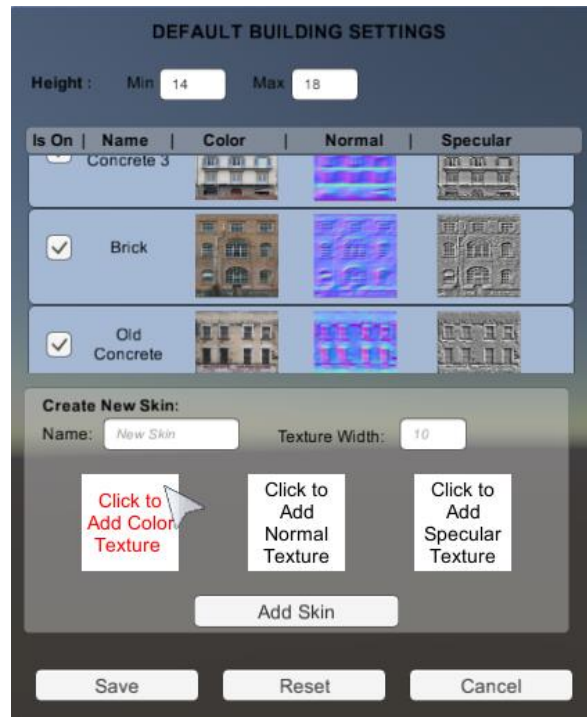 DEFAULT BUILDING SETTINGS
Height : Min 14 Max 18
Is On | Name | Color | Normal | Specular
Concrete 3
Brick
Old
Concrete
Create New Skin:
Name: New Skin Texture Width: 10
Click to
Add Color
Texture
Click to
Add
Normal
Texture
Click to
Add
Specular
Texture
Add Skin
Save Reset Cancel